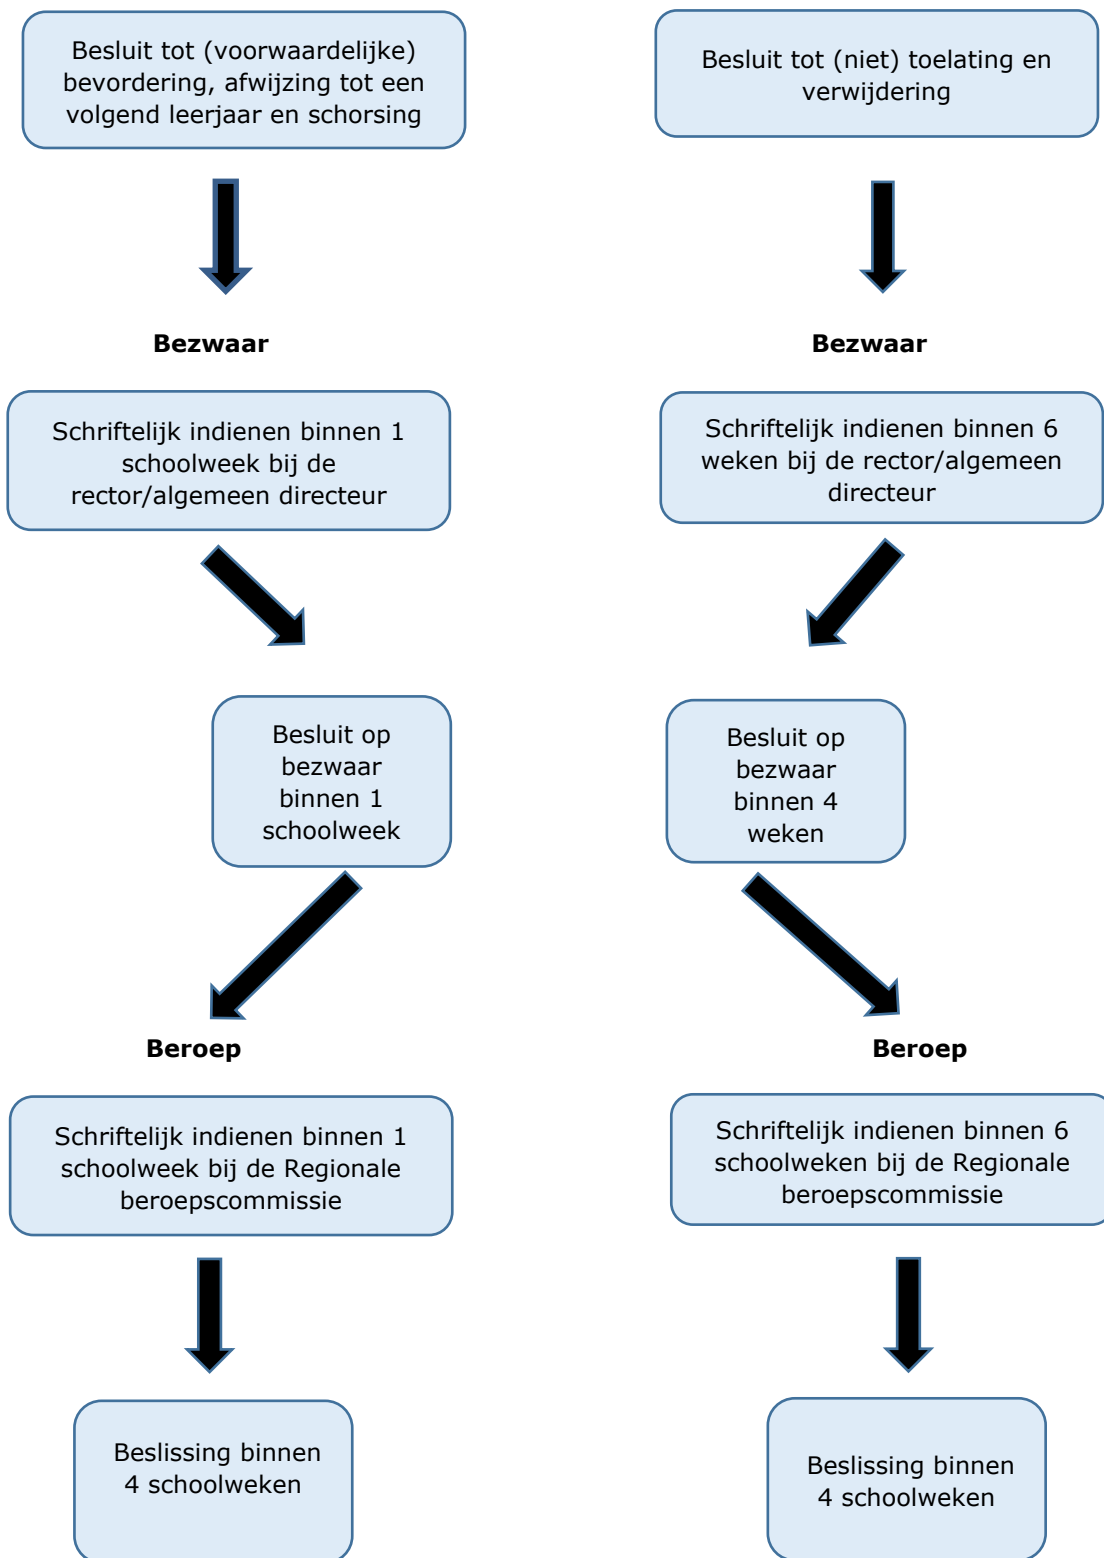 Besluit tot (voorwaardelijke)
bevordering, afwijzing tot een
volgend leerjaar en schorsing
Bezwaar
Schriftelijk indienen binnen 1
schoolweek bij de
rector/algemeen directeur
Besluit op
bezwaar
binnen 1
schoolweek
Beroep
Schriftelijk indienen binnen 1
schoolweek bij de Regionale
beroepscommissie
Beslissing binnen
4 schoolweken
Besluit tot (niet) toelating en
verwijdering
Bezwaar
Schriftelijk indienen binnen 6
weken bij de rector/algemeen
directeur
Besluit op
bezwaar
binnen 4
weken
Beroep
Schriftelijk indienen binnen 6
schoolweken bij de Regionale
beroepscommissie
Beslissing binnen
4 schoolweken